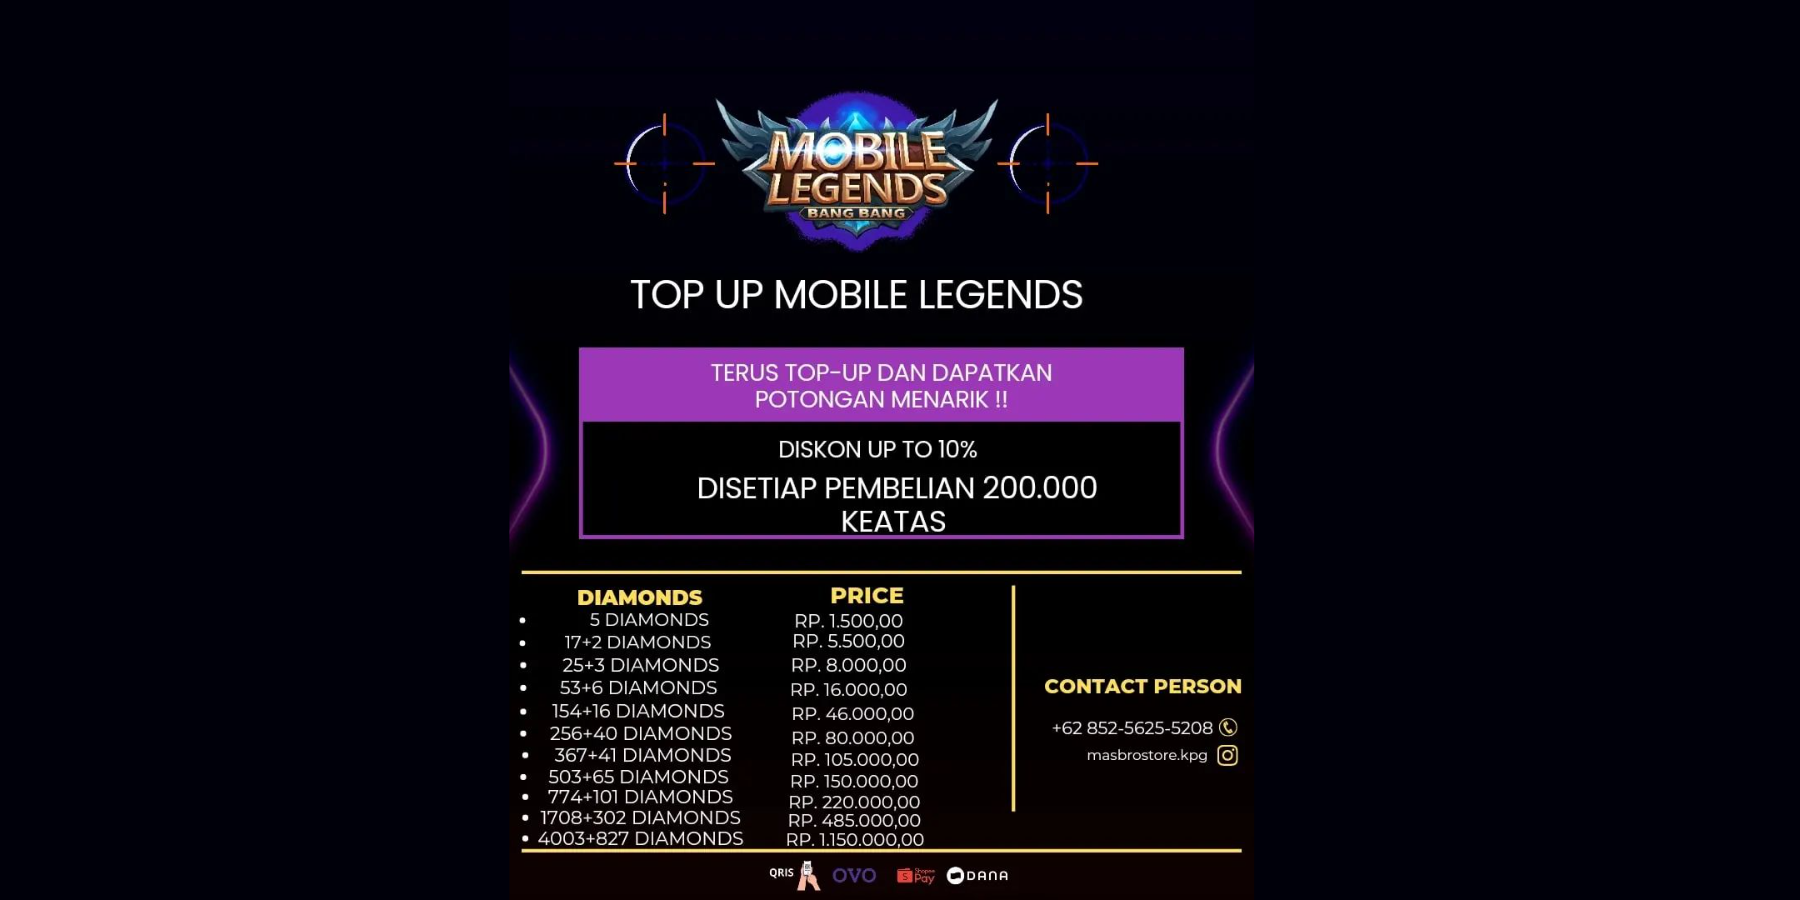 MOBILE
LEGENDS
BANG BANG
TOP UP MOBILE LEGENDS
TERUS TOP-UP DAN DAPATKAN
POTONGAN MENARIK !!
DISKON UP TO 10%
DISETIAP PEMBELIAN 200.000
KEATAS
DIAMONDS PRICE
• 5 DIAMONDS RP. 1.500,00
• 17+2 DIAMONDS RP. 5.500,00
• 25+3 DIAMONDS RP. 8.000,00
• 53+6 DIAMONDS RP. 16.000,00
• 154+16 DIAMONDS RP. 46.000,00
• 256+40 DIAMONDS RP. 80.000,00
• 367+41 DIAMONDS RP. 105.000,00
• 503+65 DIAMONDS RP. 150.000,00
• 774+101 DIAMONDS RP. 220.000,00
• 1708+302 DIAMONDS RP. 485.000,00
• 4003+827 DIAMONDS RP. 1.150.000,00
CONTACT PERSON
+62 852-5625-5208
masbrostore.kpg
QRIS OVO Shopee Pay DANA